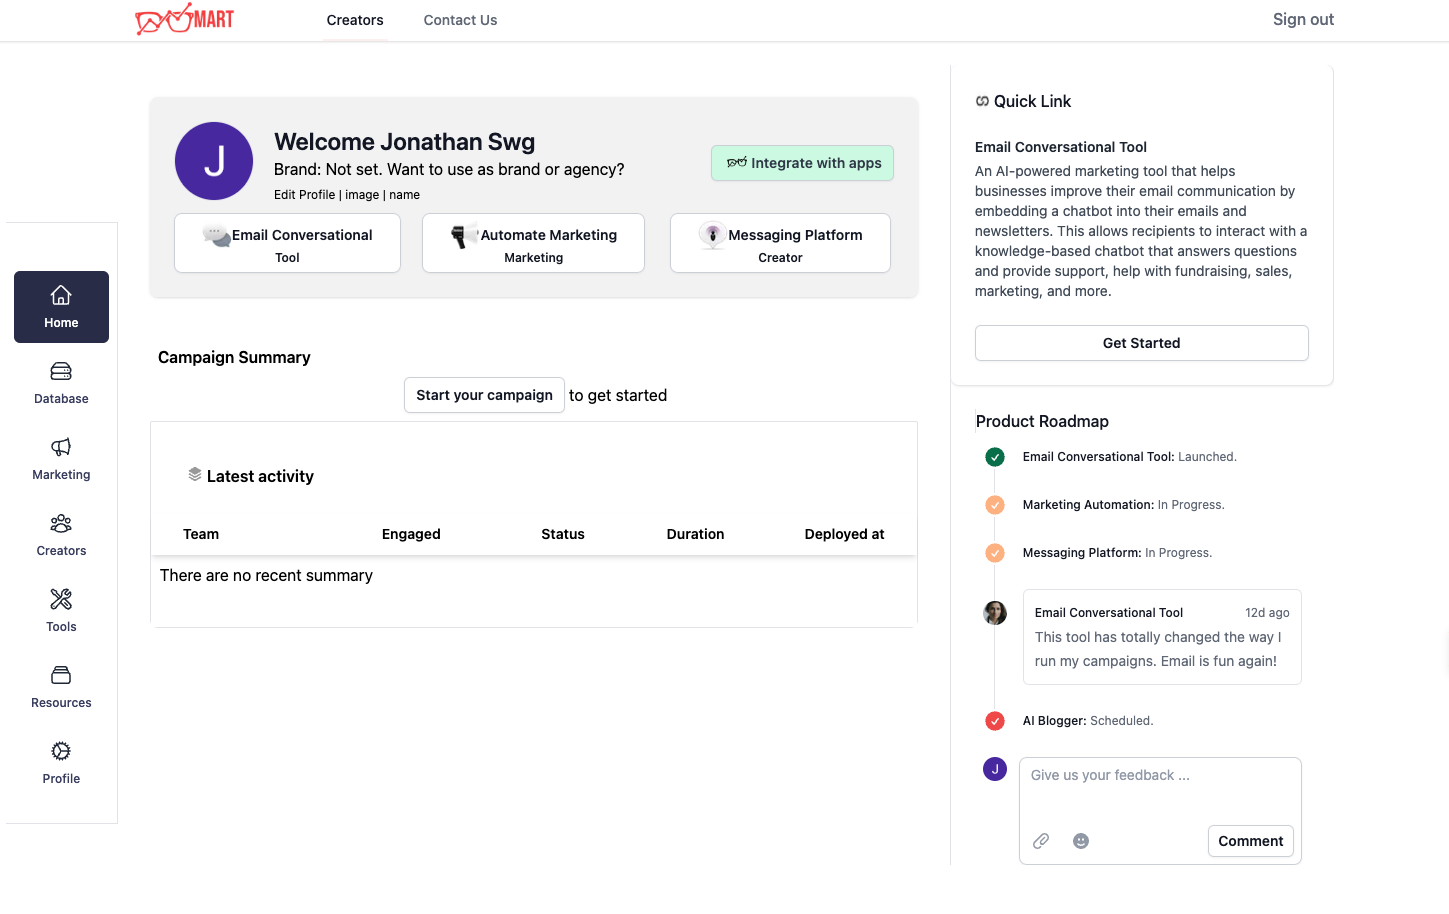 MART
Creators
Contact Us
Sign out
J
Welcome Jonathan Swg
Brand: Not set. Want to use as brand or agency?
Edit Profile | image | name
Integrate with apps
Email Conversational
Tool
Automate Marketing
Marketing
Messaging Platform
Creator
Home
Database
Marketing
Creators
Tools
Resources
Profile
Campaign Summary
Start your campaign to get started
Latest activity
Team Engaged Status Duration Deployed at
There are no recent summary
Quick Link
Email Conversational Tool
An AI-powered marketing tool that helps
businesses improve their email communication by
embedding a chatbot into their emails and
newsletters. This allows recipients to interact with a
knowledge-based chatbot that answers questions
and provide support, help with fundraising, sales,
marketing, and more.
Get Started
Product Roadmap
Email Conversational Tool: Launched.
Marketing Automation: In Progress.
Messaging Platform: In Progress.
Email Conversational Tool 12d ago
This tool has totally changed the way I
run my campaigns. Email is fun again!
AI Blogger: Scheduled.
J
Give us your feedback ...
Comment